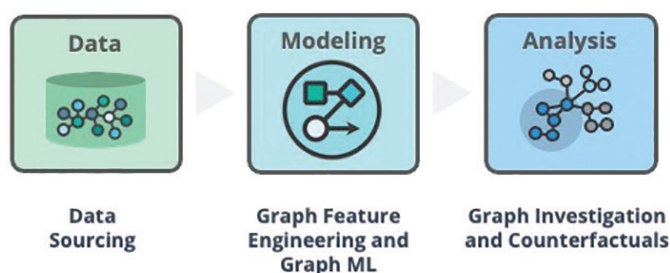 Data
Modeling
Analysis
Data
Sourcing
Graph Feature
Engineering and
Graph ML
Graph Investigation
and Counterfactuals